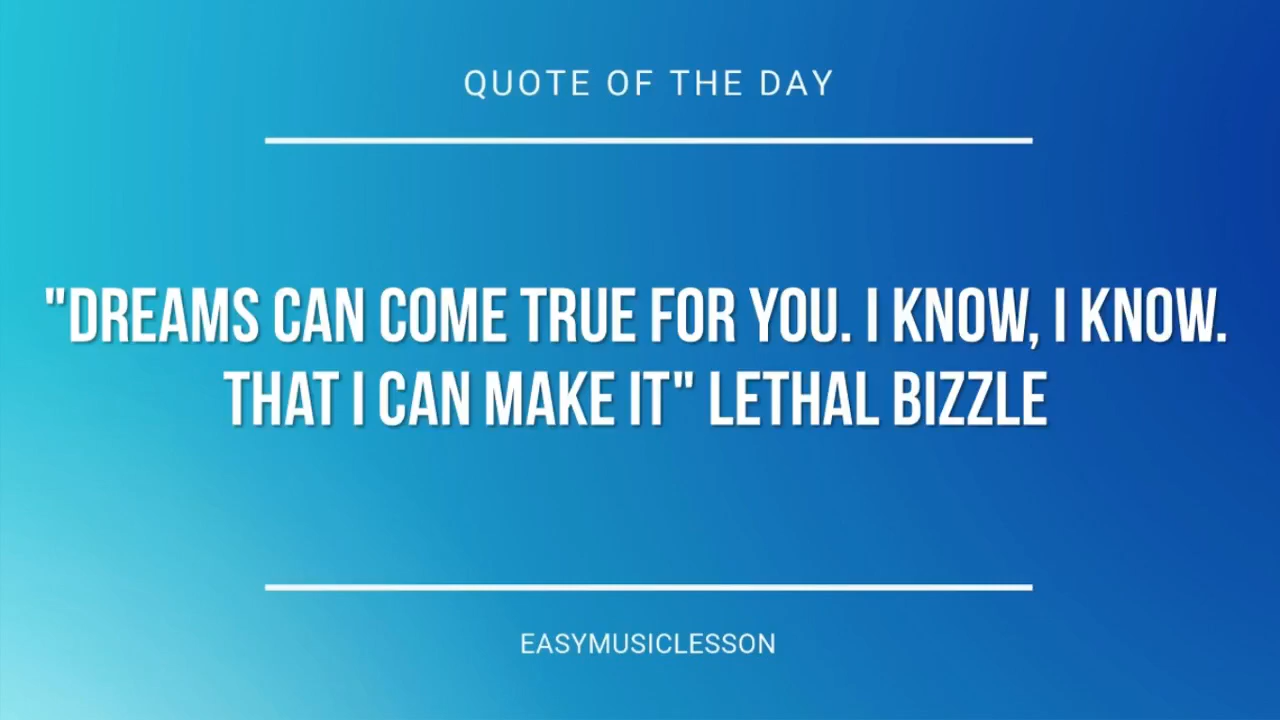 QUOTE OF THE DAY
"DREAMS CAN COME TRUE FOR YOU. I KNOW, I KNOW.
THAT I CAN MAKE IT" LETHAL BIZZLE
EASYMUSICLESSON